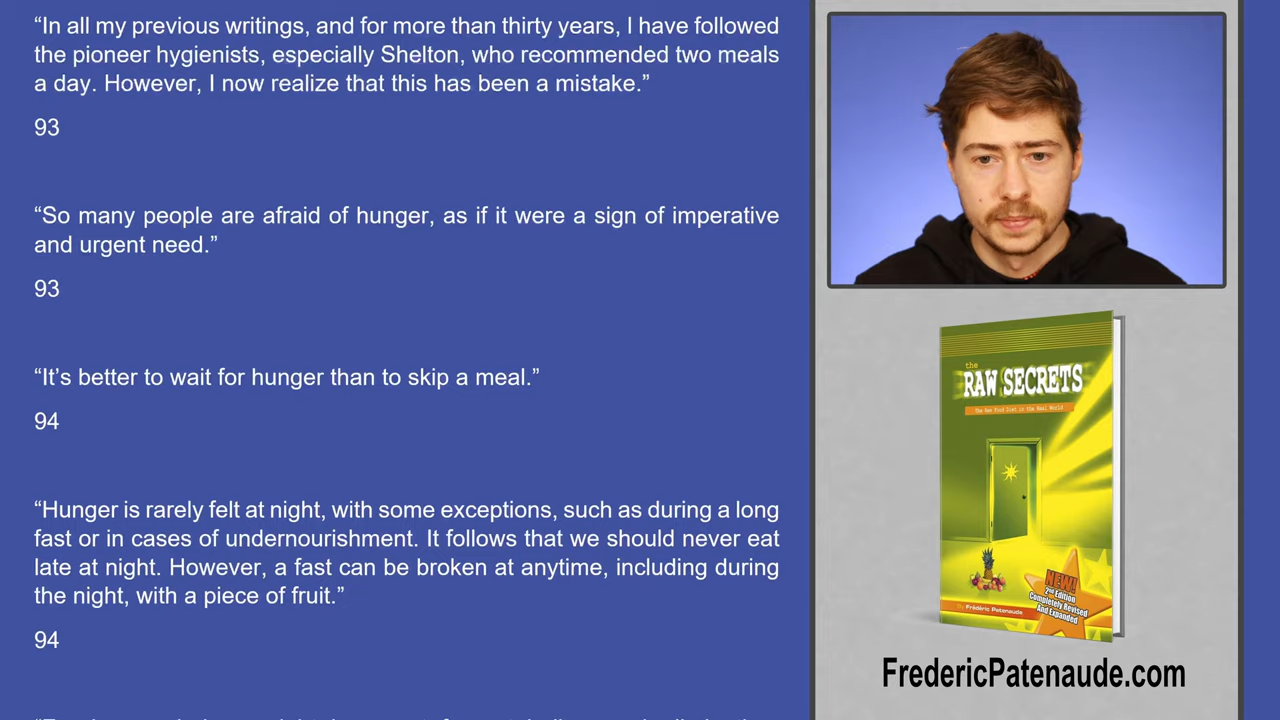 “In all my previous writings, and for more than thirty years, I have followed
the pioneer hygienists, especially Shelton, who recommended two meals
a day. However, I now realize that this has been a mistake.”
93
“So many people are afraid of hunger, as if it were a sign of imperative
and urgent need.”
93
“It’s better to wait for hunger than to skip a meal.”
94
“Hunger is rarely felt at night, with some exceptions, such as during a long
fast or in cases of undernourishment. It follows that we should never eat
late at night. However, a fast can be broken at anytime, including during
the night, with a piece of fruit.”
94
the
RAW SECRETS
The Raw Food Diet in the Real World
NEW!
2nd Edition
Completely Revised
And Expanded
By Frédéric Patenaude
FredericPatenaude.com